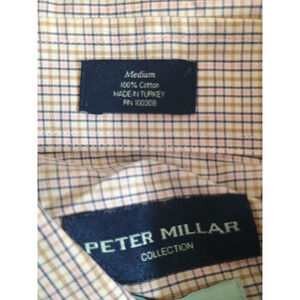 Medium
100% Cotton
MADE IN TURKEY
RN 100308
PETER MILLAR
COLLECTION